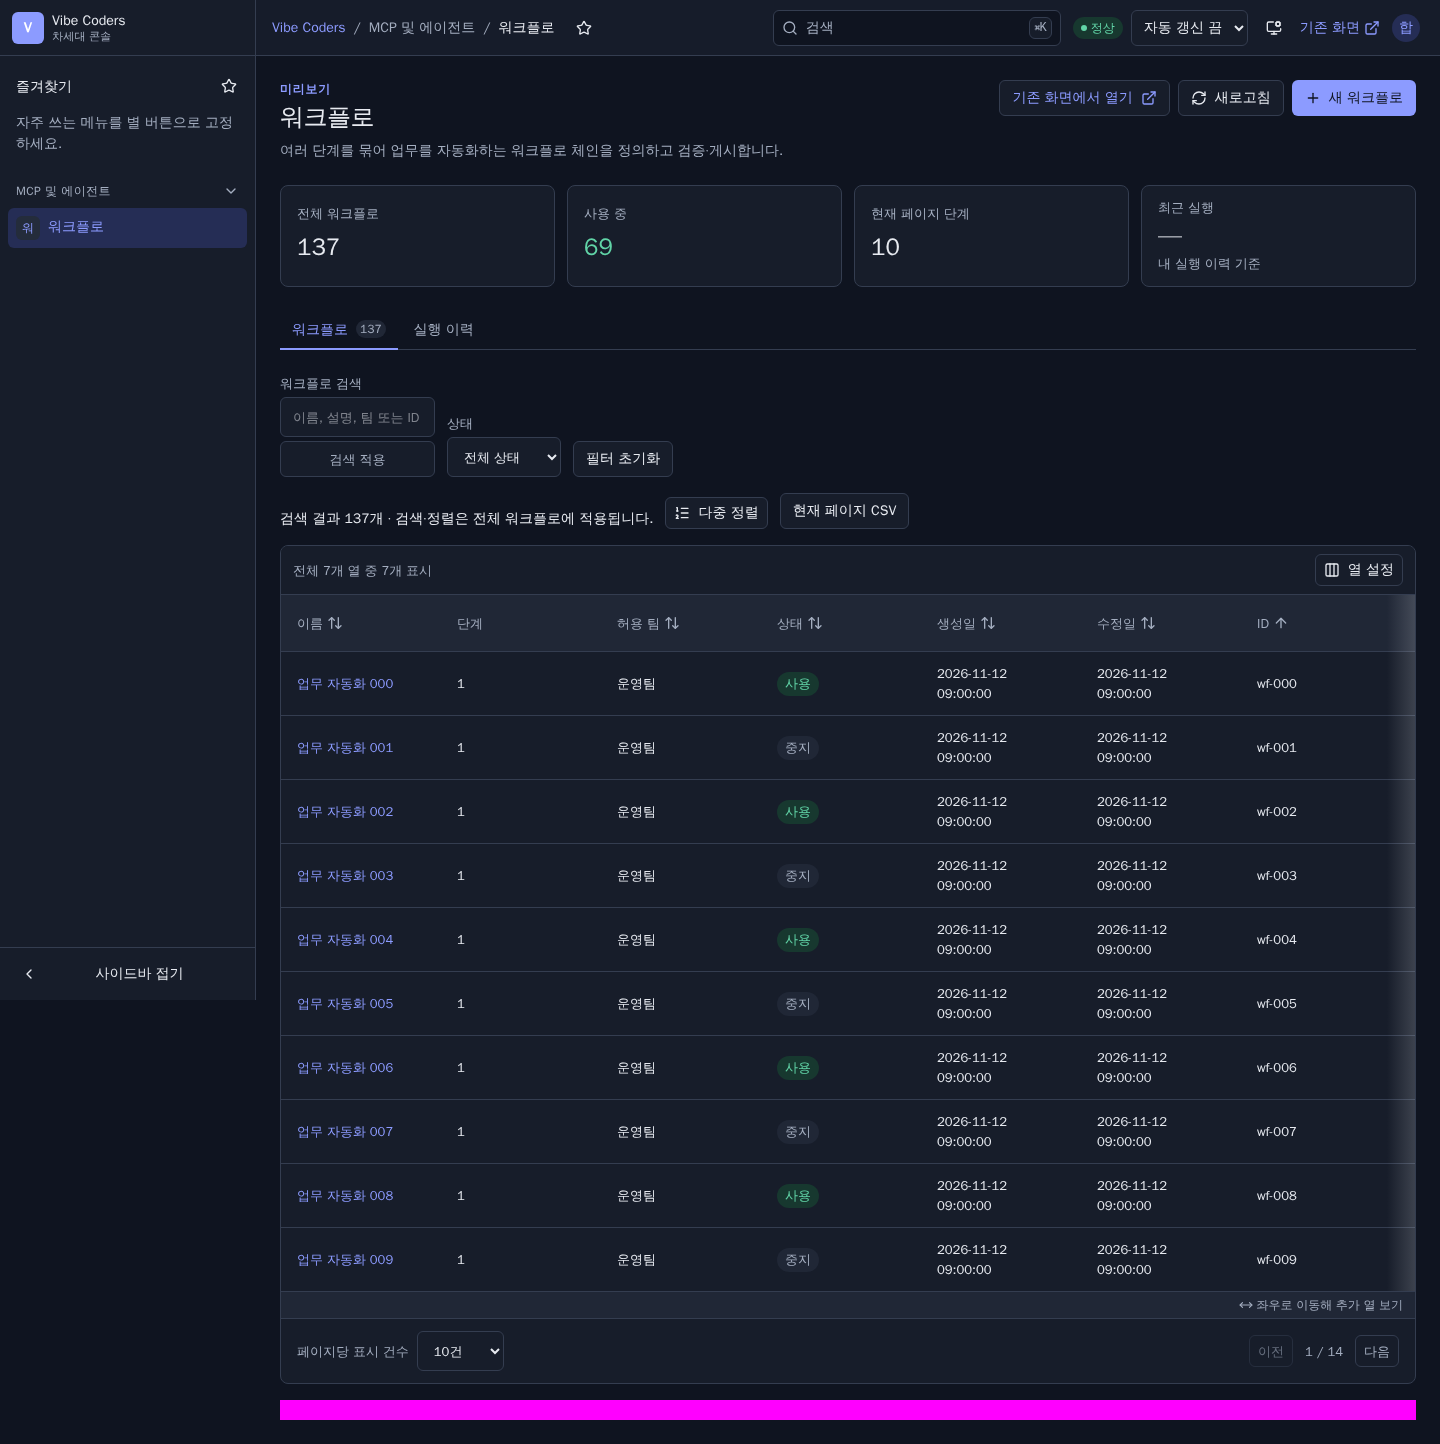 V
Vibe Coders
차세대 콘솔
Vibe Coders / MCP 및 에이전트 / 워크플로
검색
⌘K
정상
자동 갱신 끔
기존 화면
합
즐겨찾기
자주 쓰는 메뉴를 별 버튼으로 고정
하세요.
MCP 및 에이전트
워 워크플로
사이드바 접기
미리보기
워크플로
여러 단계를 묶어 업무를 자동화하는 워크플로 체인을 정의하고 검증·게시합니다.
기존 화면에서 열기
새로고침
새 워크플로
전체 워크플로
137
사용 중
69
현재 페이지 단계
10
최근 실행
—
내 실행 이력 기준
워크플로 137
실행 이력
워크플로 검색
이름, 설명, 팀 또는 ID
검색 적용
상태
전체 상태
필터 초기화
검색 결과 137개 · 검색·정렬은 전체 워크플로에 적용됩니다.
다중 정렬
현재 페이지 CSV
전체 7개 열 중 7개 표시
열 설정
이름 단계 허용 팀 상태 생성일 수정일 ID
업무 자동화 000 1 운영팀 사용 2026-11-12 09:00:00 2026-11-12 09:00:00 wf-000
업무 자동화 001 1 운영팀 중지 2026-11-12 09:00:00 2026-11-12 09:00:00 wf-001
업무 자동화 002 1 운영팀 사용 2026-11-12 09:00:00 2026-11-12 09:00:00 wf-002
업무 자동화 003 1 운영팀 중지 2026-11-12 09:00:00 2026-11-12 09:00:00 wf-003
업무 자동화 004 1 운영팀 사용 2026-11-12 09:00:00 2026-11-12 09:00:00 wf-004
업무 자동화 005 1 운영팀 중지 2026-11-12 09:00:00 2026-11-12 09:00:00 wf-005
업무 자동화 006 1 운영팀 사용 2026-11-12 09:00:00 2026-11-12 09:00:00 wf-006
업무 자동화 007 1 운영팀 중지 2026-11-12 09:00:00 2026-11-12 09:00:00 wf-007
업무 자동화 008 1 운영팀 사용 2026-11-12 09:00:00 2026-11-12 09:00:00 wf-008
업무 자동화 009 1 운영팀 중지 2026-11-12 09:00:00 2026-11-12 09:00:00 wf-009
좌우로 이동해 추가 열 보기
페이지당 표시 건수 10건
이전 1 / 14 다음